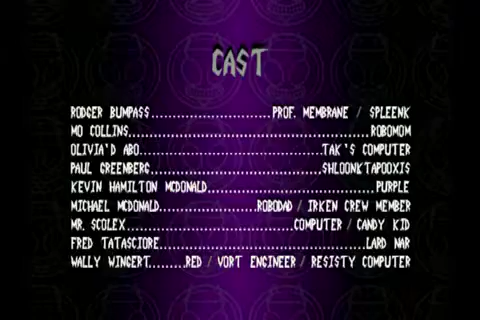 CAST
RODGER BUMPASS...........................PROF. MEMBRANE / SPLEENK
MO COLLINS.....................................................ROBOMOM
OLIVIA'D ABO........................................TAK'S COMPUTER
PAUL GREENBERG.....................................SHLOONKTAPOOXIS
KEVIN HAMILTON MCDONALD.....................................PURPLE
MICHAEL MCDONALD.....................ROBODAD / IRKEN CREW MEMBER
MR. SCOLEX.....................................COMPUTER / CANDY KID
FRED TATASCIORE..............................................LARD NAR
WALLY WINGERT.........RED / VORT ENGINEER / RESISTY COMPUTER